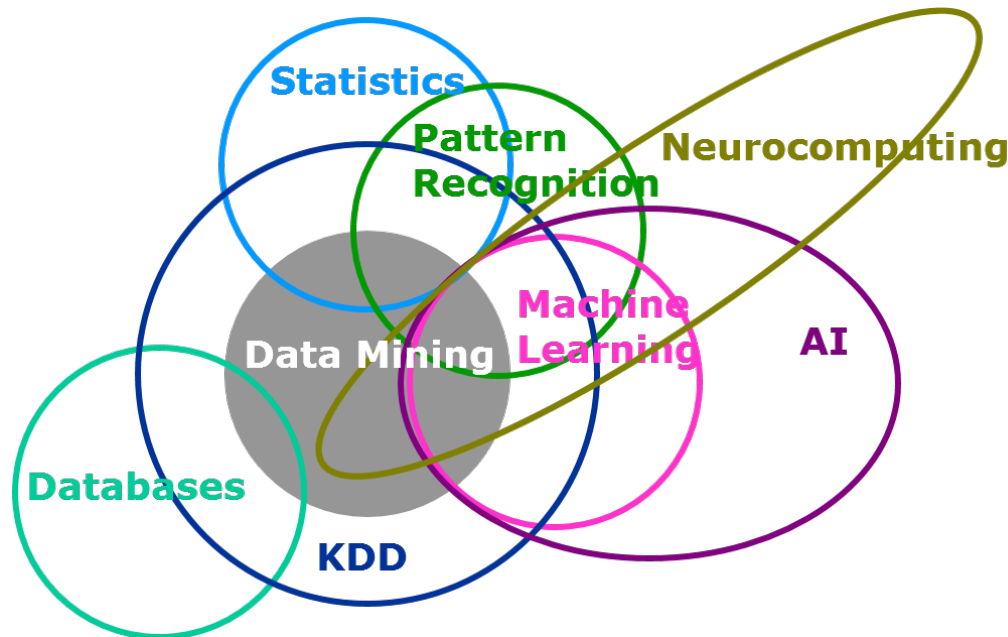 Statistics
Pattern
Recognition
Neurocomputing
Machine
Learning
AI
Data Mining
Databases
KDD